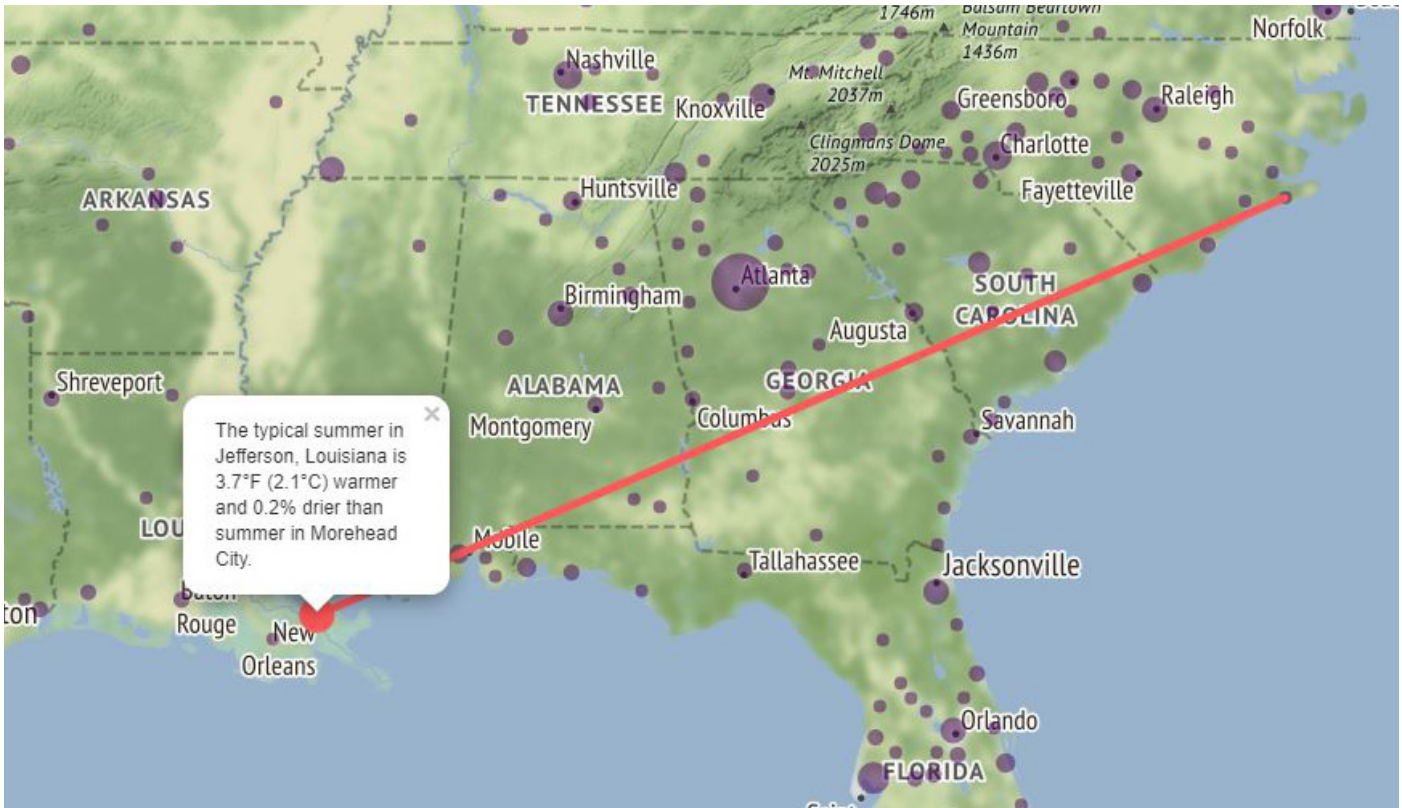 1746m
Balsam Beartown
Mountain
1436m
Norfolk
Nashville
TENNESSEE
Knoxville
Mt. Mitchell
2037m
Greensboro
Raleigh
Clingmans Dome
2025m
Charlotte
ARKANSAS
Huntsville
Fayetteville
Atlanta
Birmingham
SOUTH
CAROLINA
Augusta
Shreveport
ALABAMA
GEORGIA
Montgomery
Columbus
Savannah
×
The typical summer in
Jefferson, Louisiana is
3.7°F (2.1°C) warmer
and 0.2% drier than
summer in Morehead
City.
LOU
Mobile
Tallahassee
Jacksonville
Baton
Rouge
ton
New
Orleans
Orlando
FLORIDA